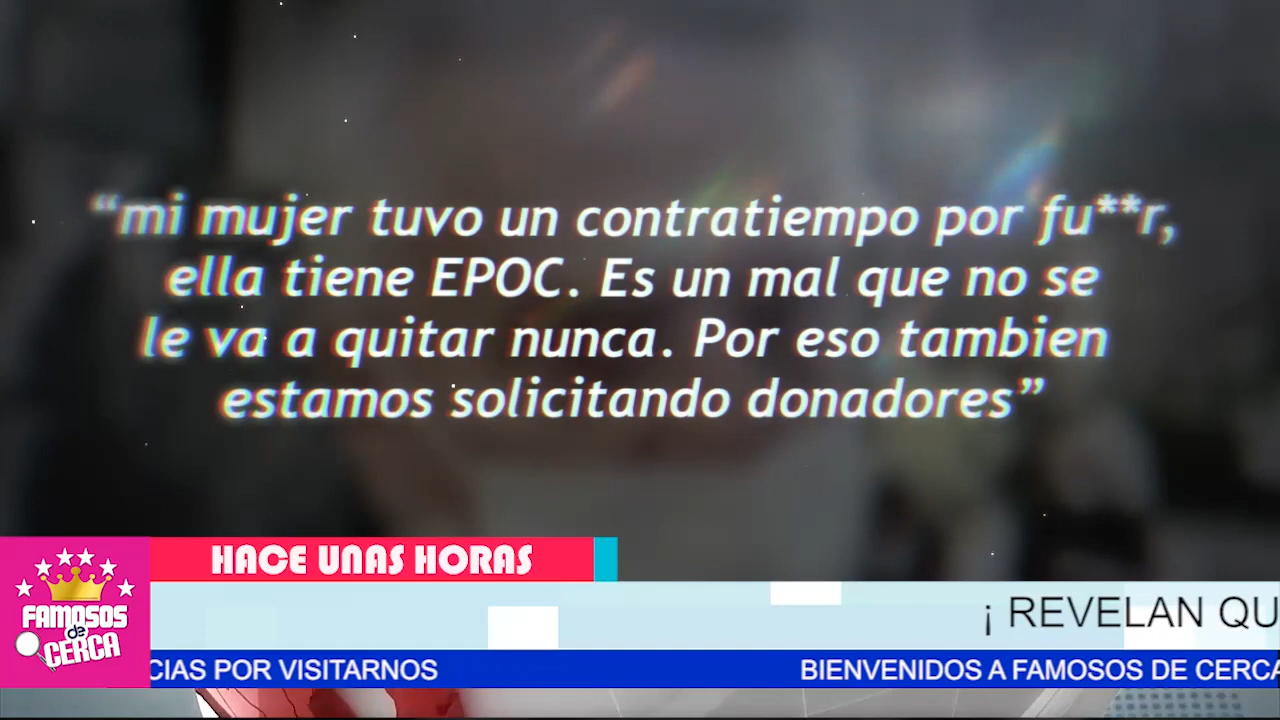 “mi mujer tuvo un contratiempo por fu**r,
ella tiene EPOC. Es un mal que no se
le va a quitar nunca. Por eso tambien
estamos solicitando donadores”
HACE UNAS HORAS
FAMOSOS
de
CERCA
¡ REVELAN QU
CIAS POR VISITARNOS
BIENVENIDOS A FAMOSOS DE CERCA